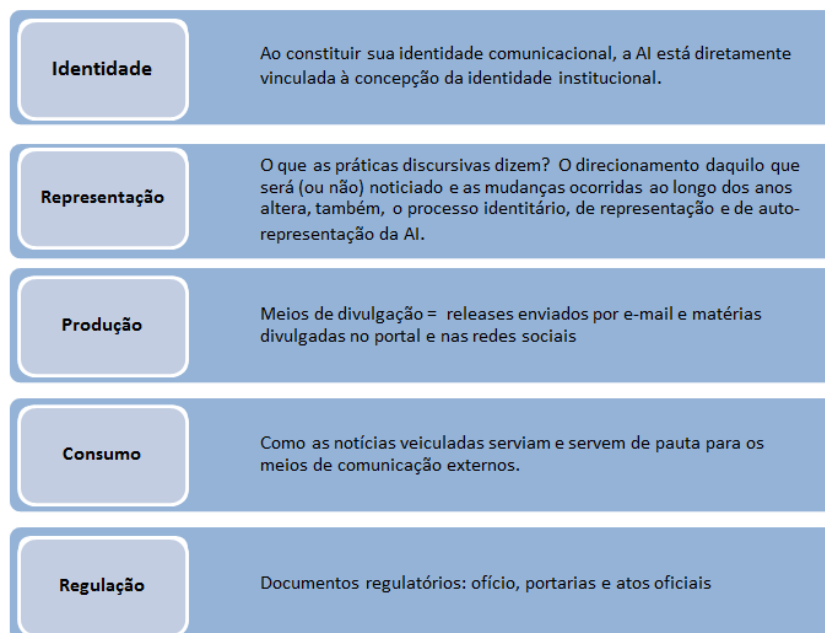 Identidade
Ao constituir sua identidade comunicacional, a AI está diretamente
vinculada à concepção da identidade institucional.
Representação
O que as práticas discursivas dizem? O direcionamento daquilo que
será (ou não) noticiado e as mudanças ocorridas ao longo dos anos
altera, também, o processo identitário, de representação e de auto-
representação da AI.
Produção
Meios de divulgação = releases enviados por e-mail e matérias
divulgadas no portal e nas redes sociais
Consumo
Como as notícias veiculadas serviam e servem de pauta para os
meios de comunicação externos.
Regulação
Documentos regulatórios: ofício, portarias e atos oficiais